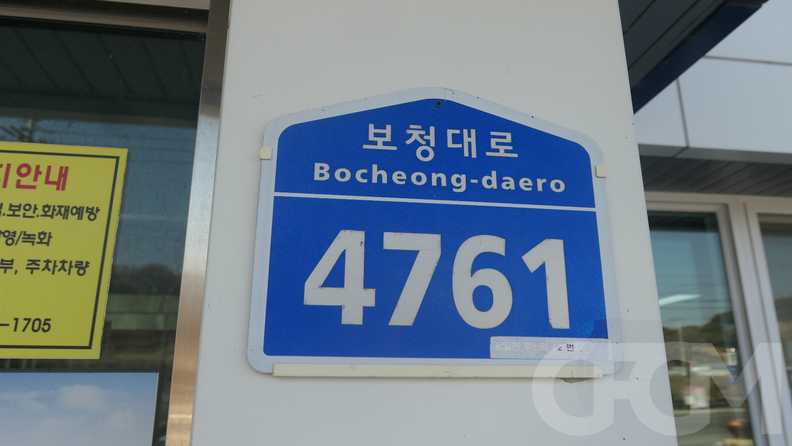 보청대로
Bocheong-daero
4761
지안내
.보안.화재예방
영/녹화
부, 주차차량
-1705
CFCM